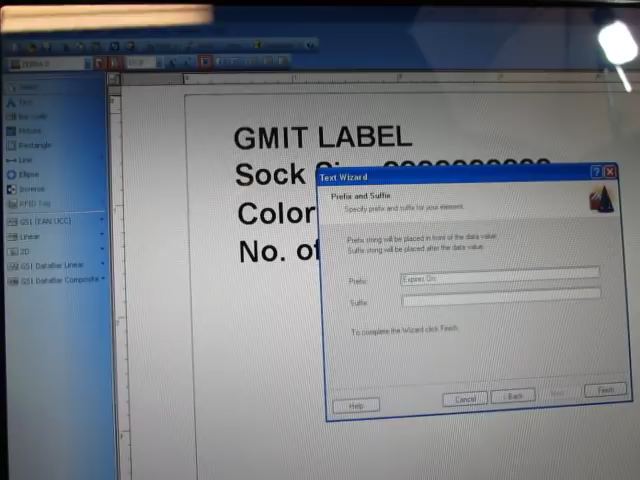 Select
Text
Bar code
Picture
Rectangle
Line
Ellipse
Inverse
RFID Tag
GS1 (EAN.UCC)
Linear
2D
GS1 DataBar Linear
GS1 DataBar Composite
GMIT LABEL
Sock
Color
No. of
Text Wizard
Prefix and Suffix
Specify prefix and suffix for your element.
Prefix string will be placed in front of the data value.
Suffix string will be placed after the data value.
Prefix: Expires On:
Suffix:
To complete the Wizard click Finish.
Help
Cancel
< Back
Next
Finish